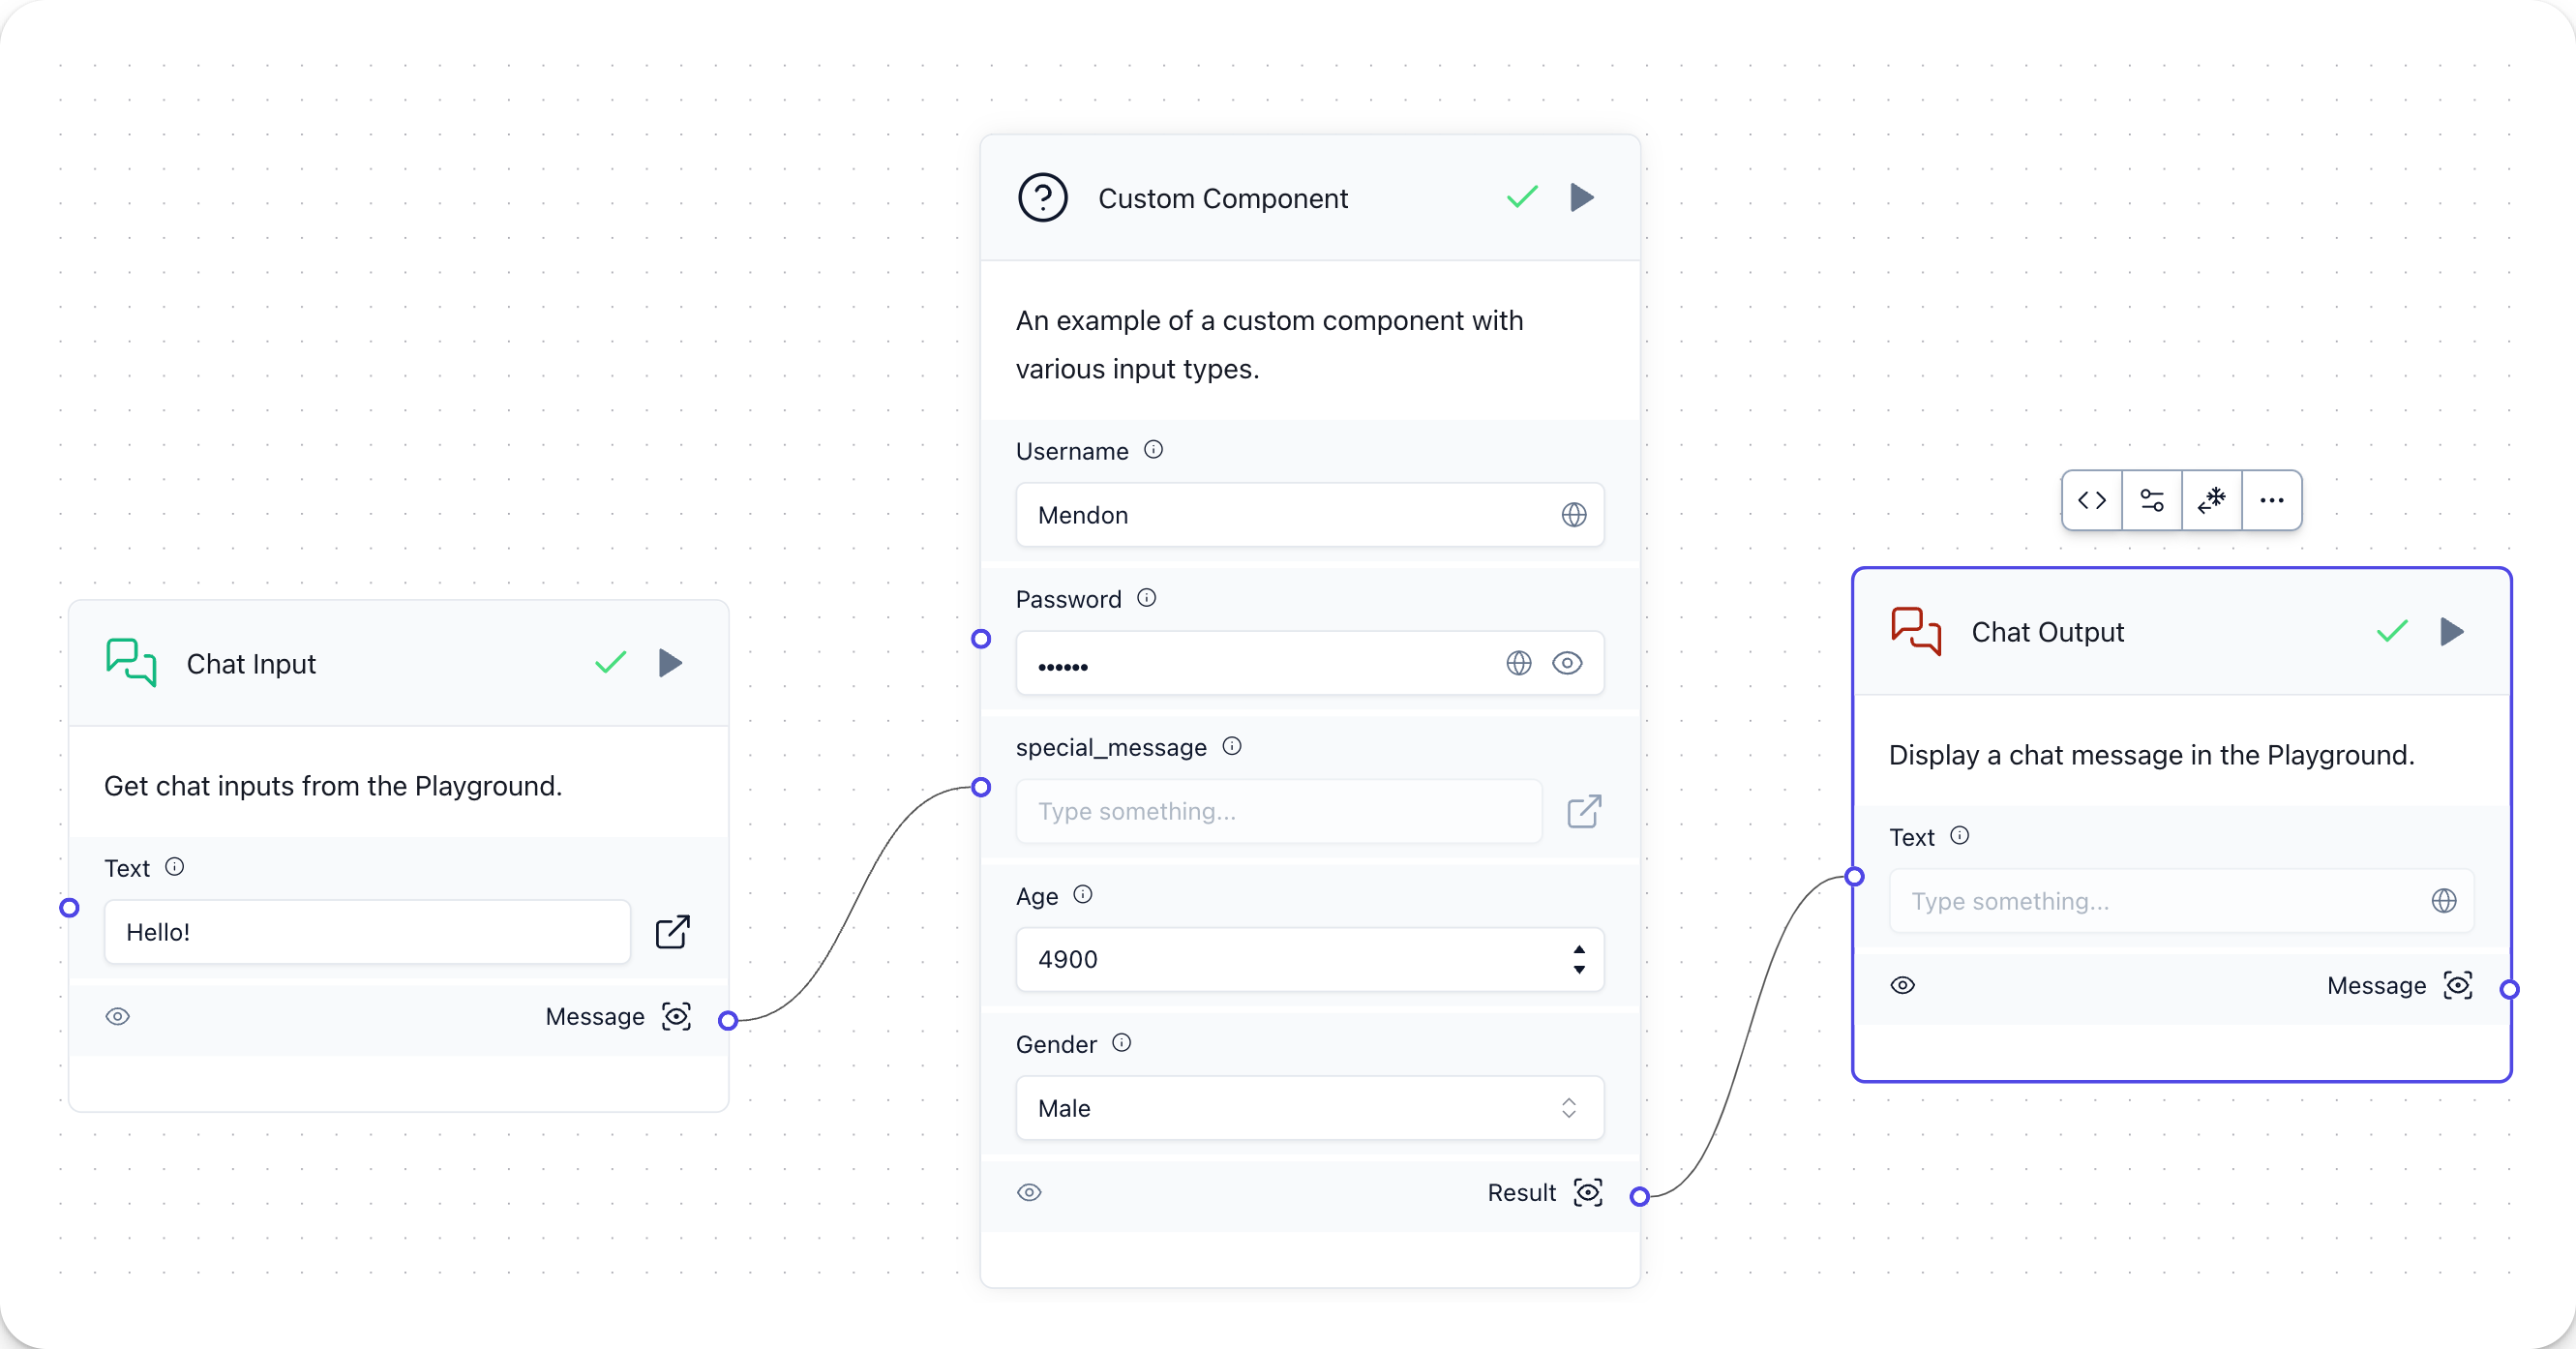 Chat Input
Get chat inputs from the Playground.
Text
Hello!
Message
Custom Component
An example of a custom component with
various input types.
Username
Mendon
Password
••••••
special_message
Type something...
Age
4900
Gender
Male
Result
Chat Output
Display a chat message in the Playground.
Text
Type something...
Message